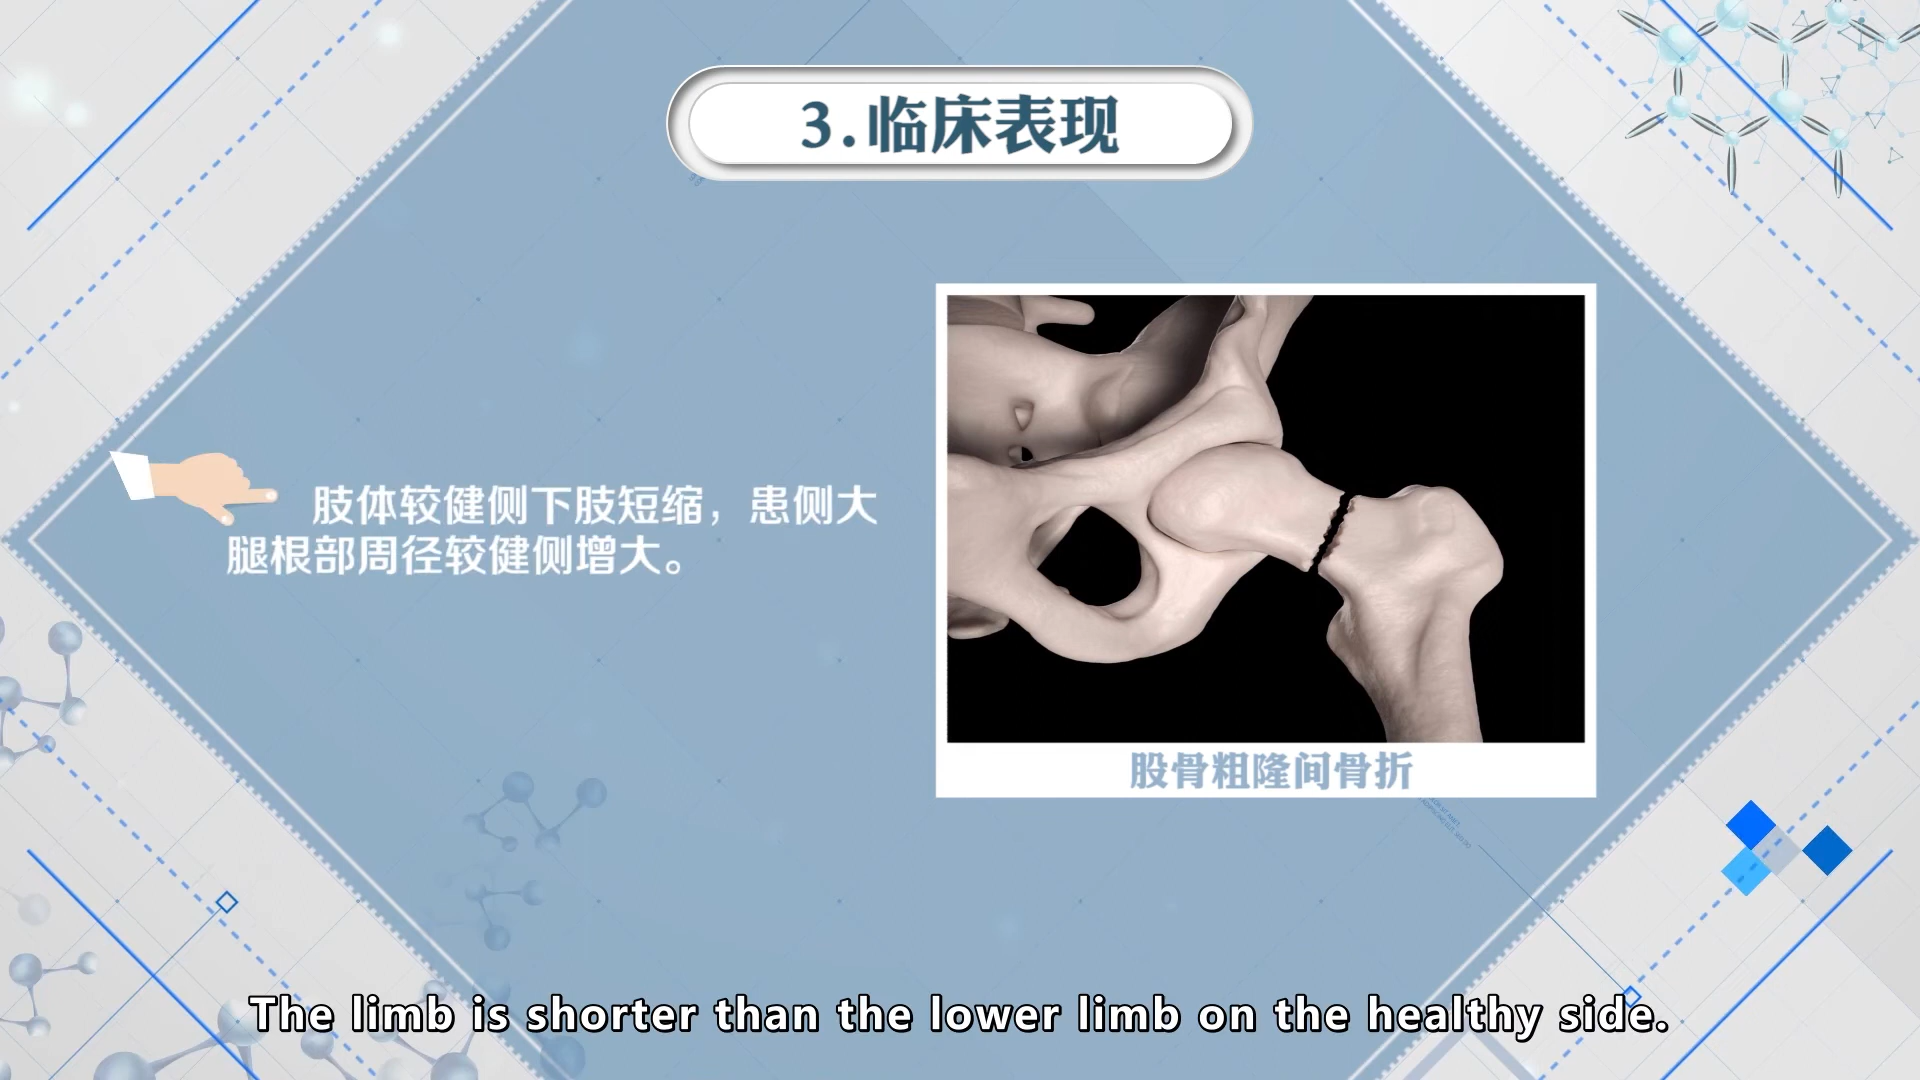 3.临床表现
肢体较健侧下肢短缩，患侧大
腿根部周径较健侧增大。
股骨粗隆间骨折
The limb is shorter than the lower limb on the healthy side.